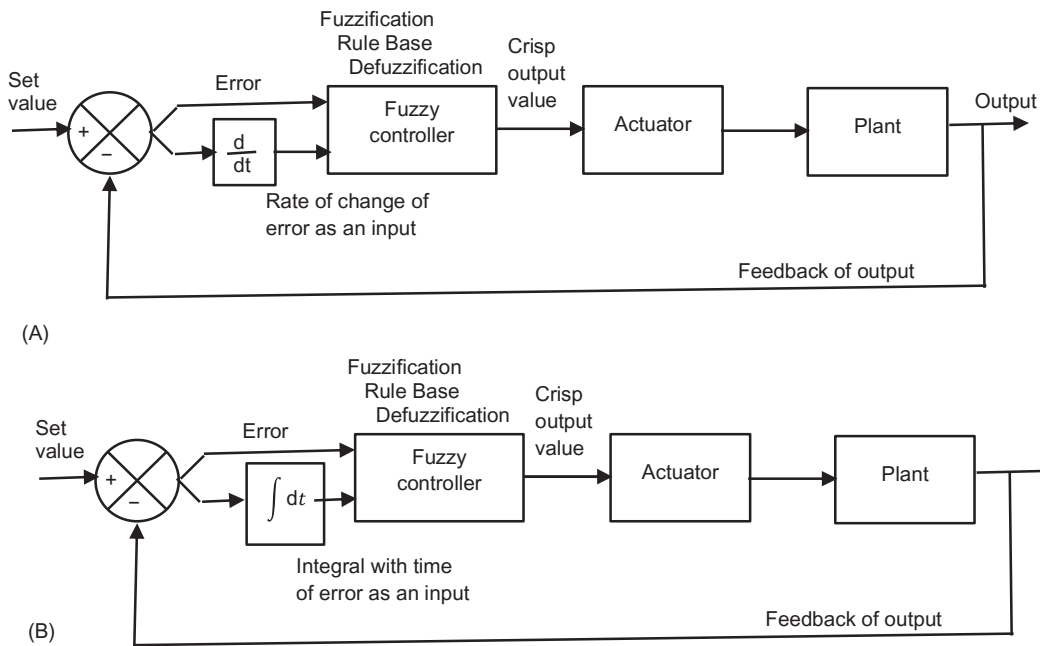 Fuzzification
Rule Base
Defuzzification
Set
value
Error
Crisp
output
value
Output
+
−
d
dt
Fuzzy
controller
Actuator
Plant
Rate of change of
error as an input
Feedback of output
(A)
Fuzzification
Rule Base
Defuzzification
Set
value
Error
Crisp
output
value
+
−
∫ dt
Fuzzy
controller
Actuator
Plant
Integral with time
of error as an input
Feedback of output
(B)